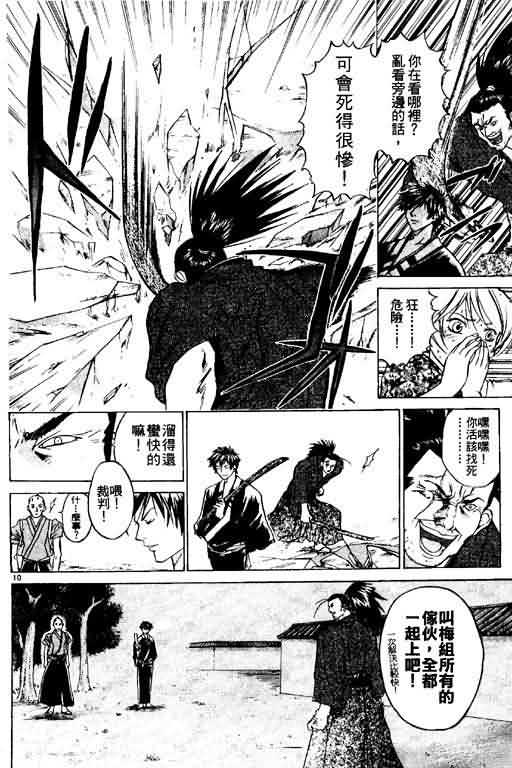 你在看哪裡？
亂看旁邊的話，
可會死得很慘！
狂……
危險……！
嘿嘿嘿！
你活該找死
……
溜得還
蠻快的
嘛！
喂！
裁判！
什…
麼事？
10
叫梅組所有的
傢伙，全都
一起上吧！
一次解決比較快！